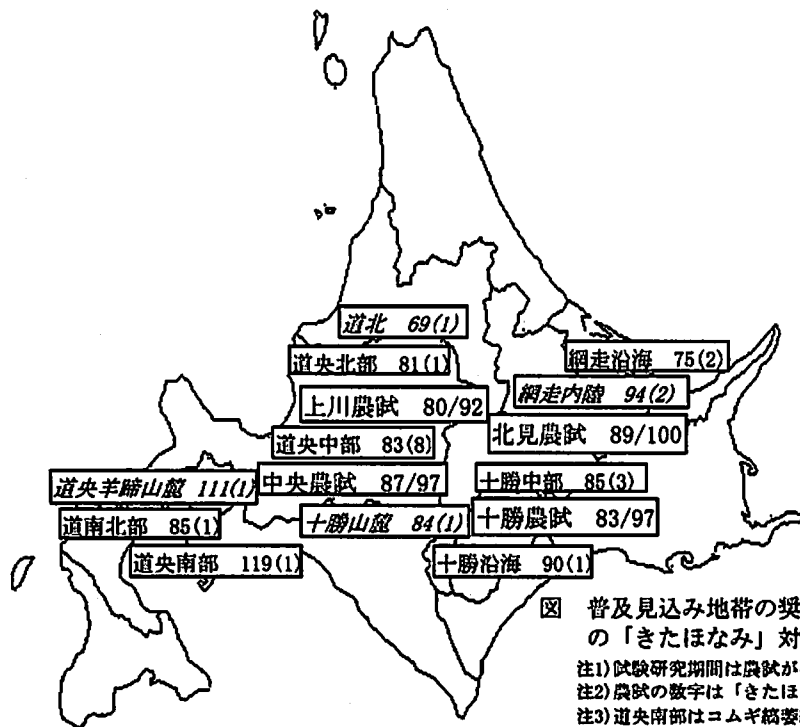 道北 69(1)
道央北部 81(1)
網走沿海 75(2)
上川農試 80/92
網走内陸 94(2)
道央中部 83(8)
北見農試 89/100
道央羊蹄山麓 111(1)
中央農試 87/97
十勝中部 85(3)
道南北部 85(1)
十勝山麓 84(1)
十勝農試 83/97
道央南部 119(1)
十勝沿海 90(1)
図 普及見込み地帯の奨
の「きたほなみ」対
注1)試験研究期間は農試が
注2)農試の数字は「きたほ
注3)道央南部はコムギ縞萎